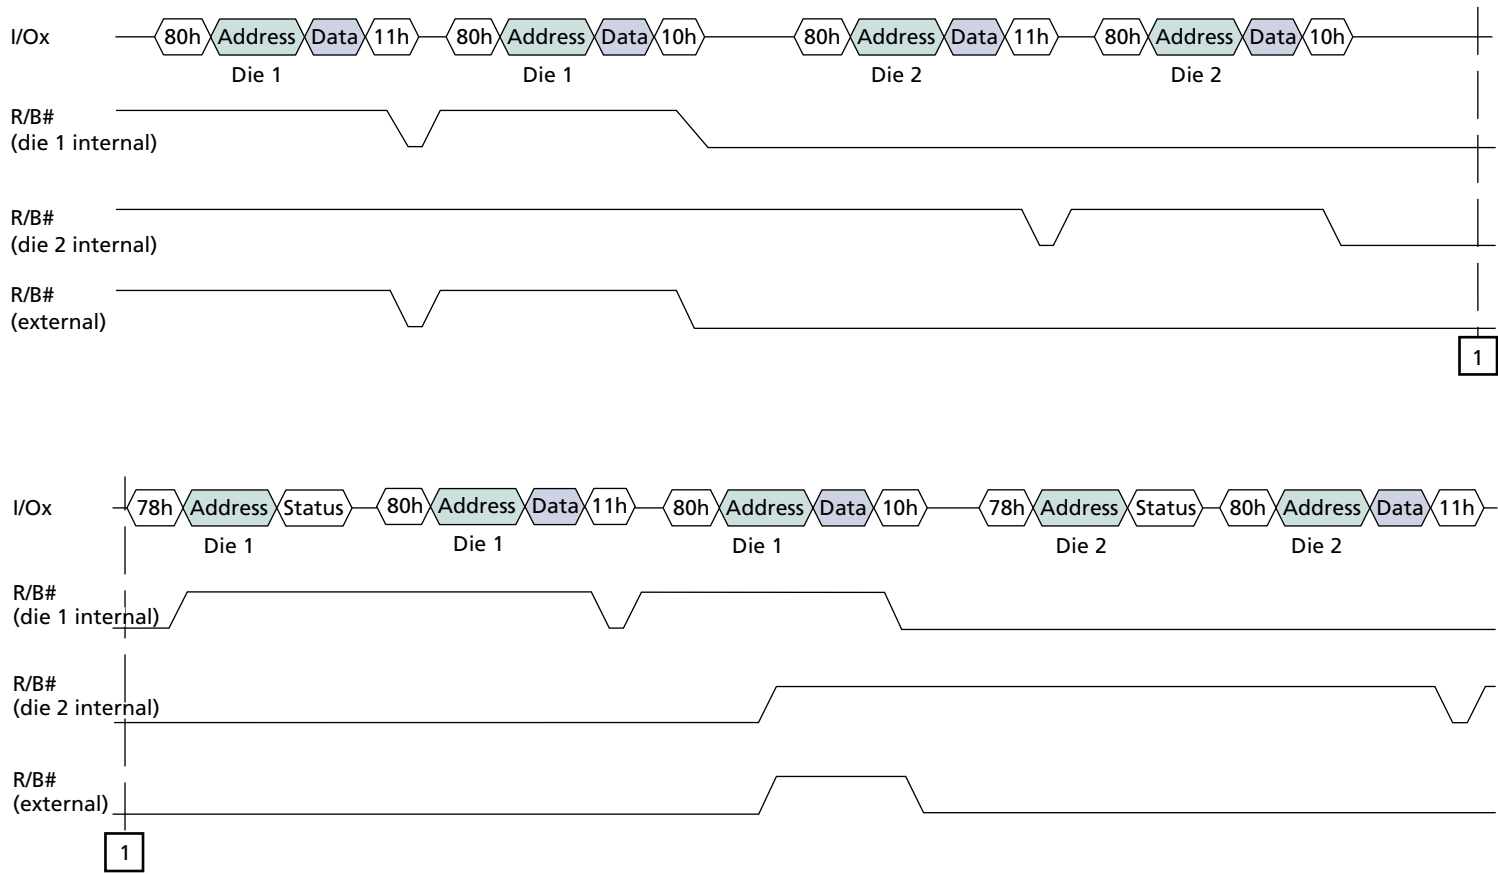 I/Ox 80h Address Data 11h 80h Address Data 10h 80h Address Data 11h 80h Address Data 10h
Die 1 Die 1 Die 2 Die 2
R/B#
(die 1 internal)
R/B#
(die 2 internal)
R/B#
(external)
1
I/Ox 78h Address Status 80h Address Data 11h 80h Address Data 10h 78h Address Status 80h Address Data 11h
Die 1 Die 1 Die 1 Die 2 Die 2
R/B#
(die 1 internal)
R/B#
(die 2 internal)
R/B#
(external)
1